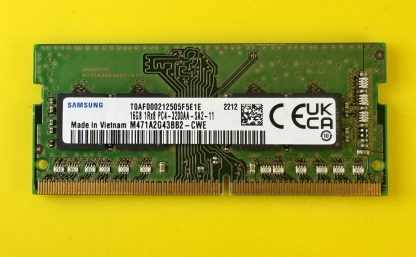 SAMSUNG
T0AF000212505F5E1E
2212
16GB 1Rx8 PC4-3200AA-SA2-11
Made in Vietnam
M471A2G43BB2-CWE
CE
UK
CA